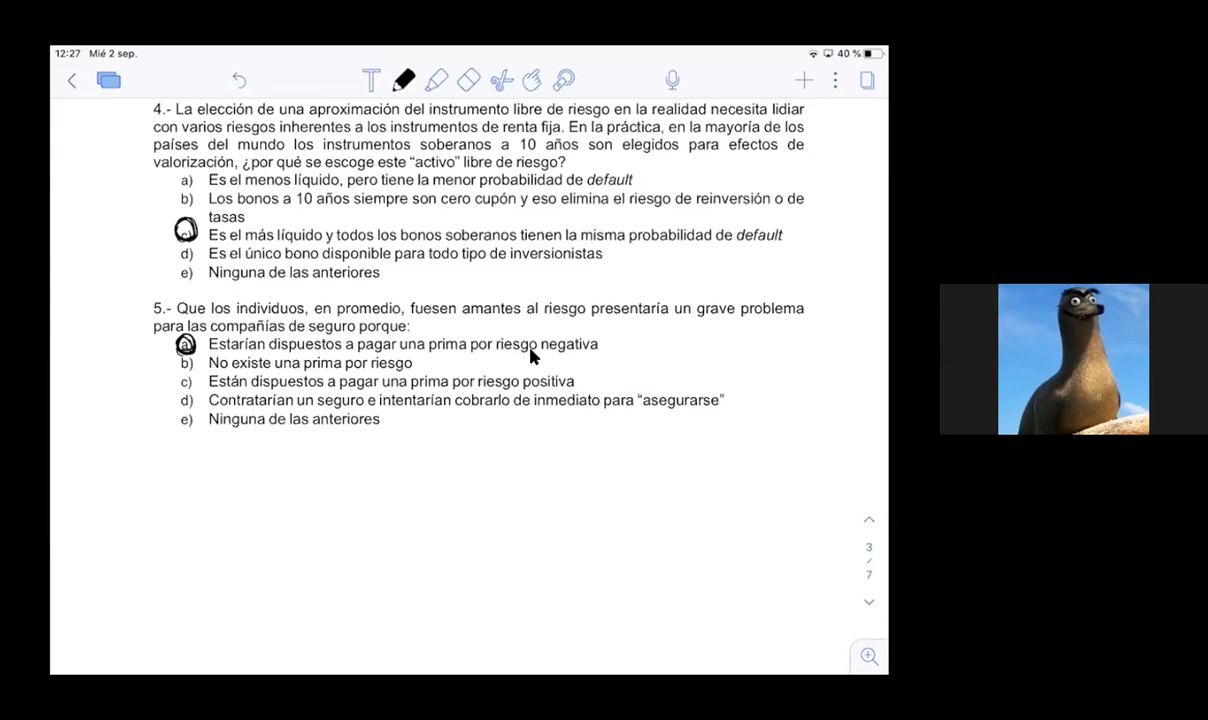 12:27 Mié 2 sep.
40 %
T
4.- La elección de una aproximación del instrumento libre de riesgo en la realidad necesita lidiar
con varios riesgos inherentes a los instrumentos de renta fija. En la práctica, en la mayoría de los
países del mundo los instrumentos soberanos a 10 años son elegidos para efectos de
valorización, ¿por qué se escoge este “activo” libre de riesgo?
a) Es el menos líquido, pero tiene la menor probabilidad de default
b) Los bonos a 10 años siempre son cero cupón y eso elimina el riesgo de reinversión o de
tasas
c) Es el más líquido y todos los bonos soberanos tienen la misma probabilidad de default
d) Es el único bono disponible para todo tipo de inversionistas
e) Ninguna de las anteriores
5.- Que los individuos, en promedio, fuesen amantes al riesgo presentaría un grave problema
para las compañías de seguro porque:
a) Estarían dispuestos a pagar una prima por riesgo negativa
b) No existe una prima por riesgo
c) Están dispuestos a pagar una prima por riesgo positiva
d) Contratarían un seguro e intentarían cobrarlo de inmediato para “asegurarse”
e) Ninguna de las anteriores
3
/
7